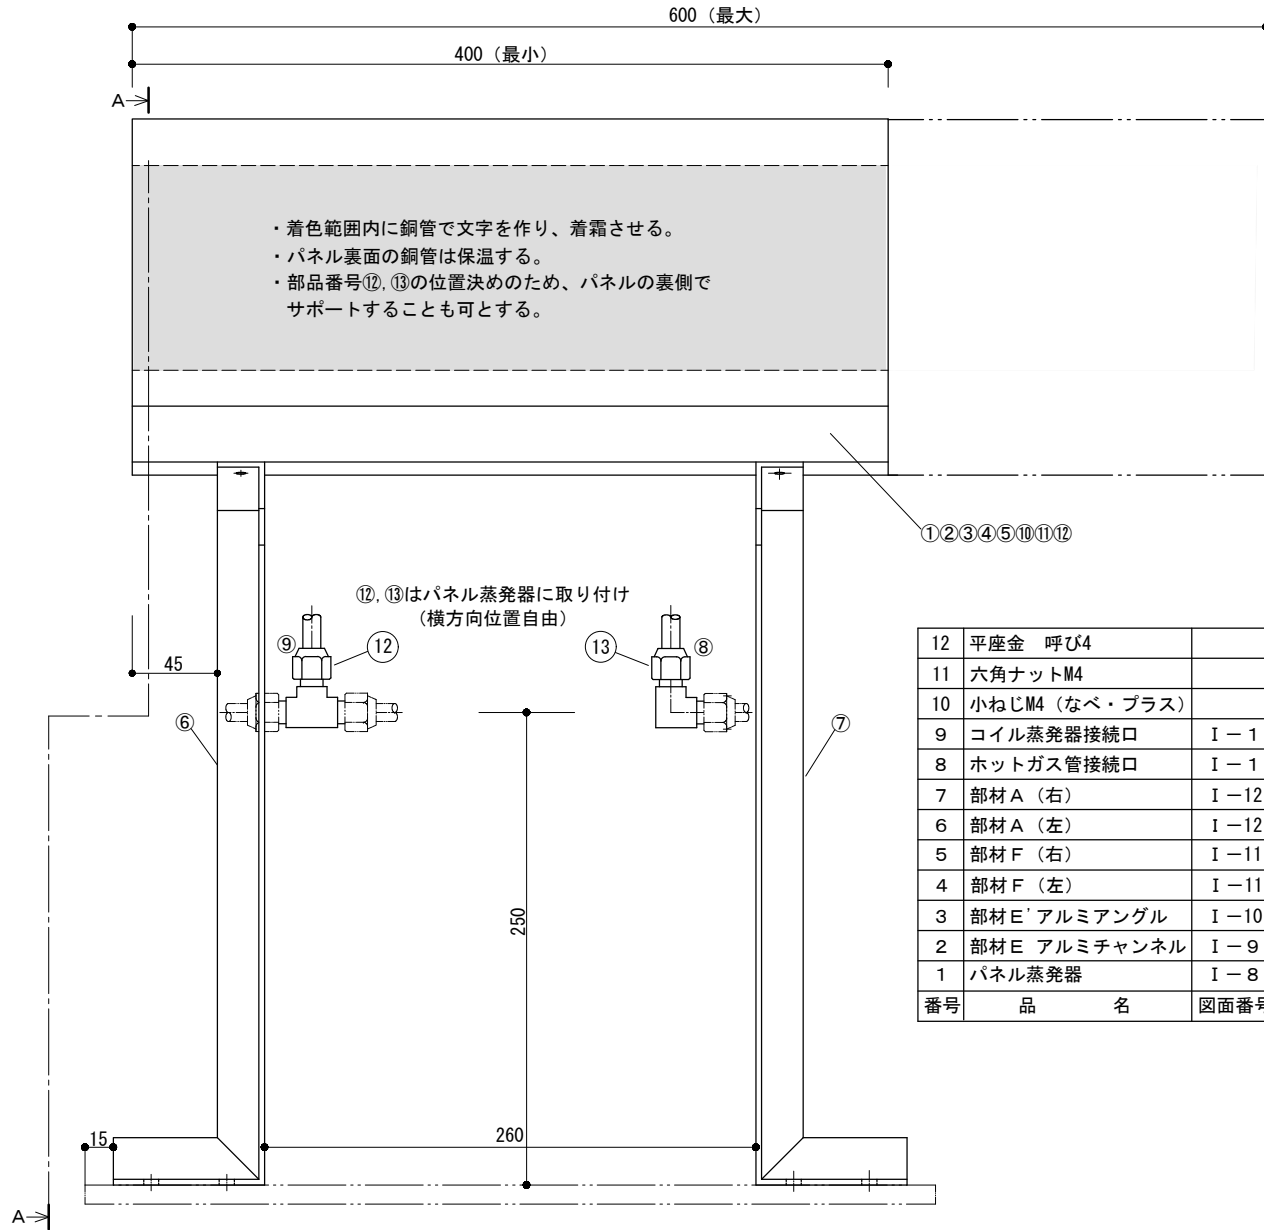 600（最大）
400（最小）
A
・着色範囲内に銅管で文字を作り、着霜させる。
・パネル裏面の銅管は保温する。
・部品番号⑫,⑬の位置決めのため、パネルの裏側で
サポートすることも可とする。
①②③④⑤⑩⑪⑫
⑫,⑬はパネル蒸発器に取り付け
（横方向位置自由）
⑨ 12 13 ⑧
45
⑥ ⑦
12 平座金　呼び4
11 六角ナットM4
10 小ねじM4（なべ・プラス）
9 コイル蒸発器接続口 Ｉ－1
8 ホットガス管接続口 Ｉ－1
7 部材Ａ（右） Ｉ－12
6 部材Ａ（左） Ｉ－12
5 部材Ｆ（右） Ｉ－11
4 部材Ｆ（左） Ｉ－11
3 部材Ｅ'アルミアングル Ｉ－10
2 部材Ｅ アルミチャンネル Ｉ－9
1 パネル蒸発器 Ｉ－8
番号 品　名 図面番号
250
15
260
A